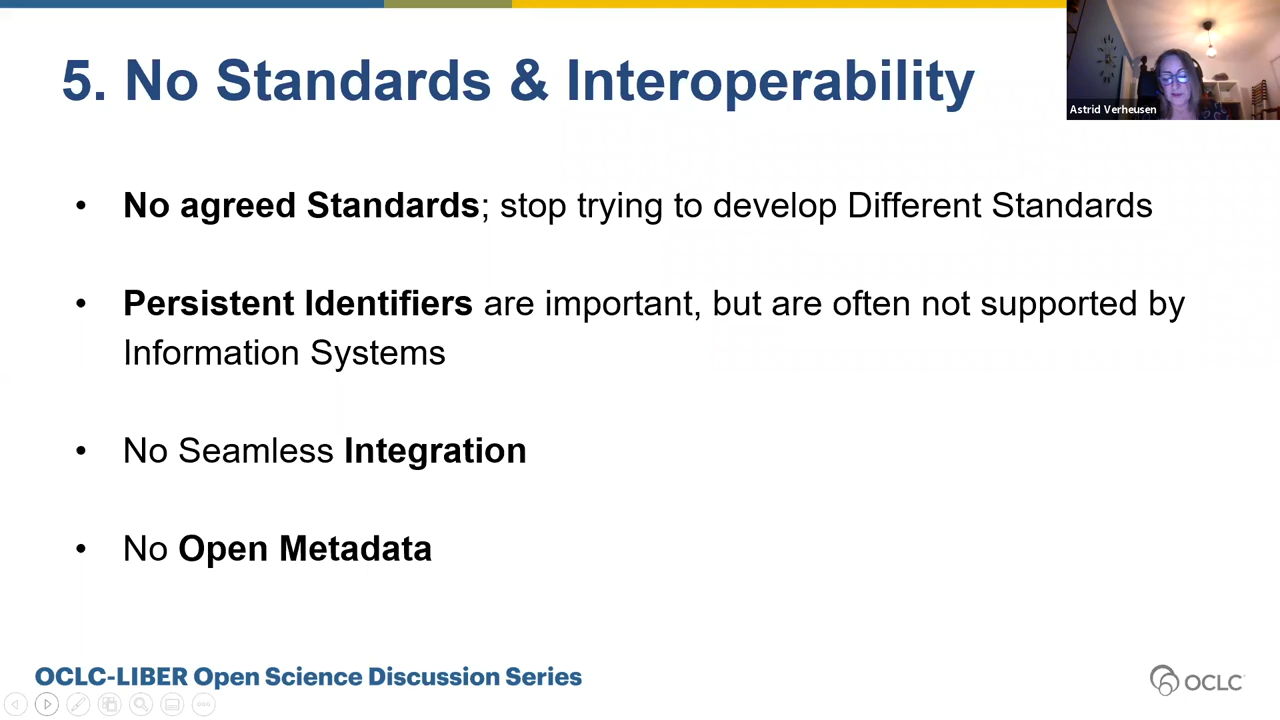 5. No Standards & Interoperability
Astrid Verheusen
• No agreed Standards; stop trying to develop Different Standards
• Persistent Identifiers are important, but are often not supported by
Information Systems
• No Seamless Integration
• No Open Metadata
OCLC-LIBER Open Science Discussion Series
OCLC